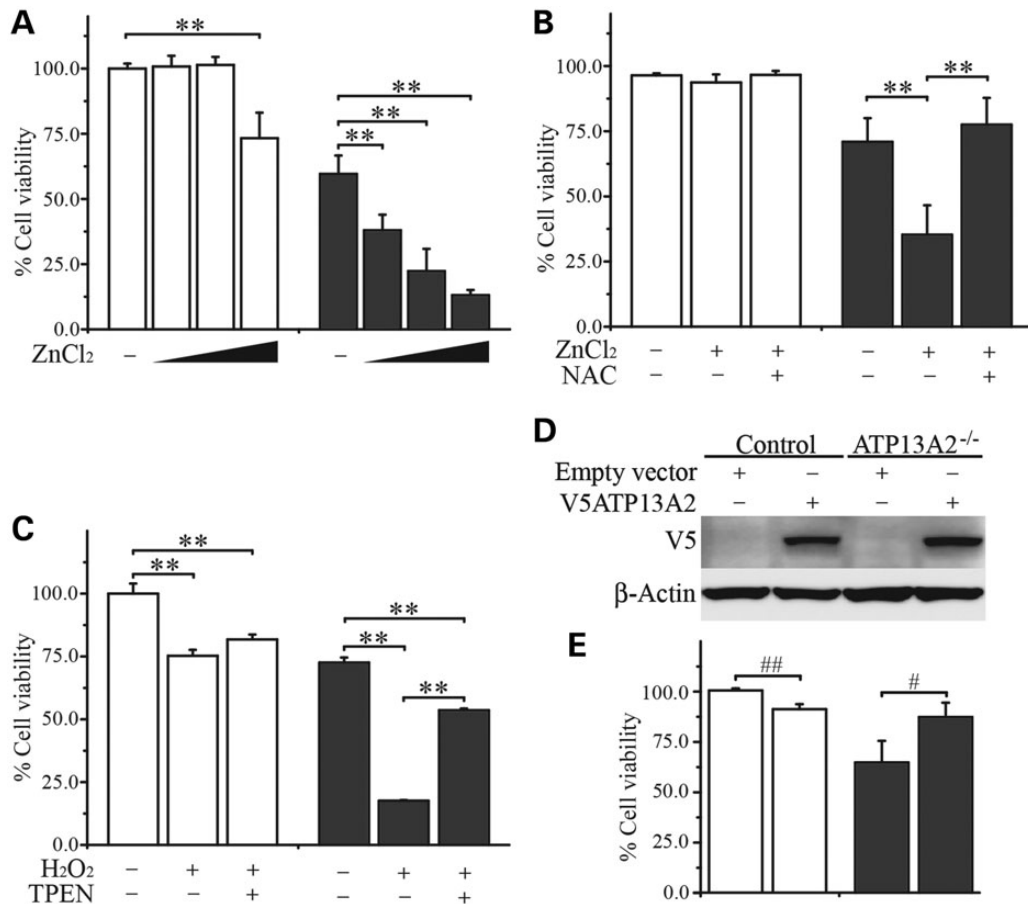 A
**
**
**
**
% Cell viability
100.0
75.0
50.0
25.0
0.0
ZnCl₂
–
–
B
**
**
% Cell viability
100.0
75.0
50.0
25.0
0.0
ZnCl₂ – + + – + +
NAC – – + – – +
C
**
**
**
**
**
% Cell viability
100.0
75.0
50.0
25.0
0.0
H₂O₂ – + + – + +
TPEN – – + – – +
D
Control ATP13A2⁻/⁻
Empty vector + – + –
V5ATP13A2 – + – +
V5
β-Actin
E
##
#
% Cell viability
100.0
75.0
50.0
25.0
0.0